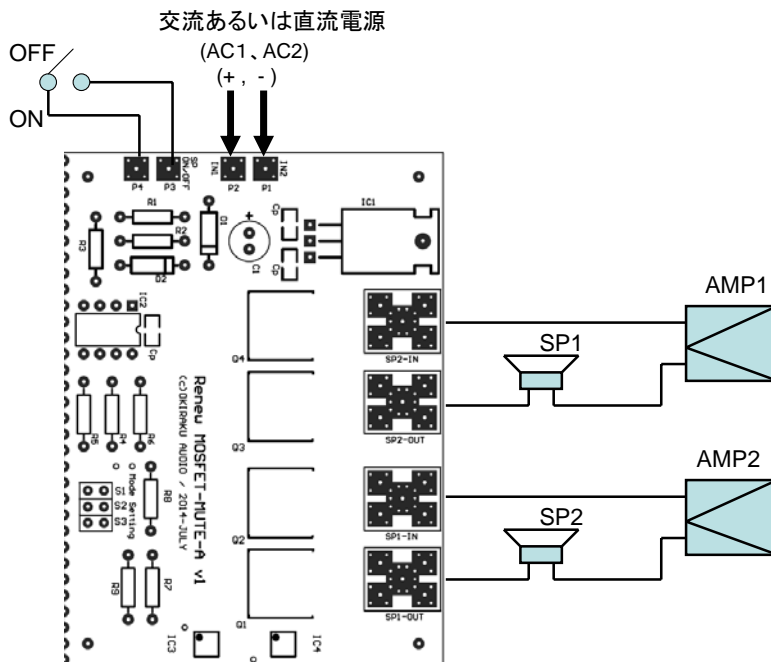 交流あるいは直流電源
(AC1、AC2)
(+ , -)
OFF
ON
P4
P3
SP
ON/OFF
IN1
P2
P1
IN2
R1
R2
R3
D1
D2
+
C1
Cp
Cp
IC1
IC2
Cp
Q4
Q3
Q2
Q1
SP2-IN
SP2-OUT
SP1-IN
SP1-OUT
AMP1
SP1
AMP2
SP2
R5
R4
R6
Renew MOSFET-MUTE-A v1
(c)OKIRAKU AUDIO / 2014-JULY
Mode Setting
S1
S2
S3
R8
R9
R7
IC3
IC4